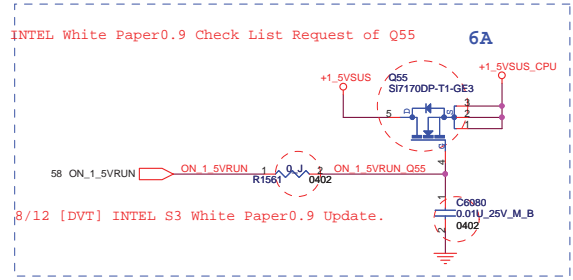 INTEL White Paper0.9 Check List Request of Q55
6A
+1_5VSUS
Q55
SI7170DP-T1-GE3
+1_5VSUS_CPU
5
D
S
3
2
1
G
4
58 ON_1_5VRUN
ON_1_5VRUN
1
0_J
2
ON_1_5VRUN_Q55
R1561
0402
8/12 [DVT] INTEL S3 White Paper0.9 Update.
1
C6980
0.01U_25V_M_B
2
0402